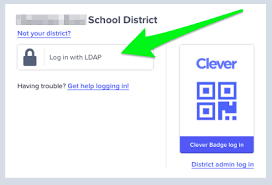 School District
Not your district?
Log in with LDAP
Having trouble? Get help logging in!
Clever
Clever Badge log in
District admin log in